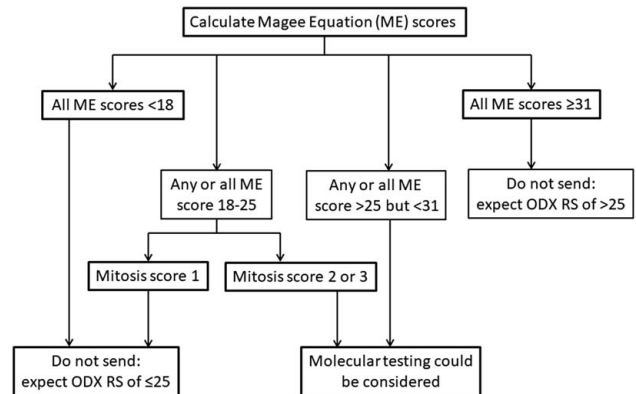 Calculate Magee Equation (ME) scores
All ME scores <18
All ME scores ≥31
Any or all ME
score 18-25
Any or all ME
score >25 but <31
Do not send:
expect ODX RS of >25
Mitosis score 1
Mitosis score 2 or 3
Do not send:
expect ODX RS of ≤25
Molecular testing could
be considered